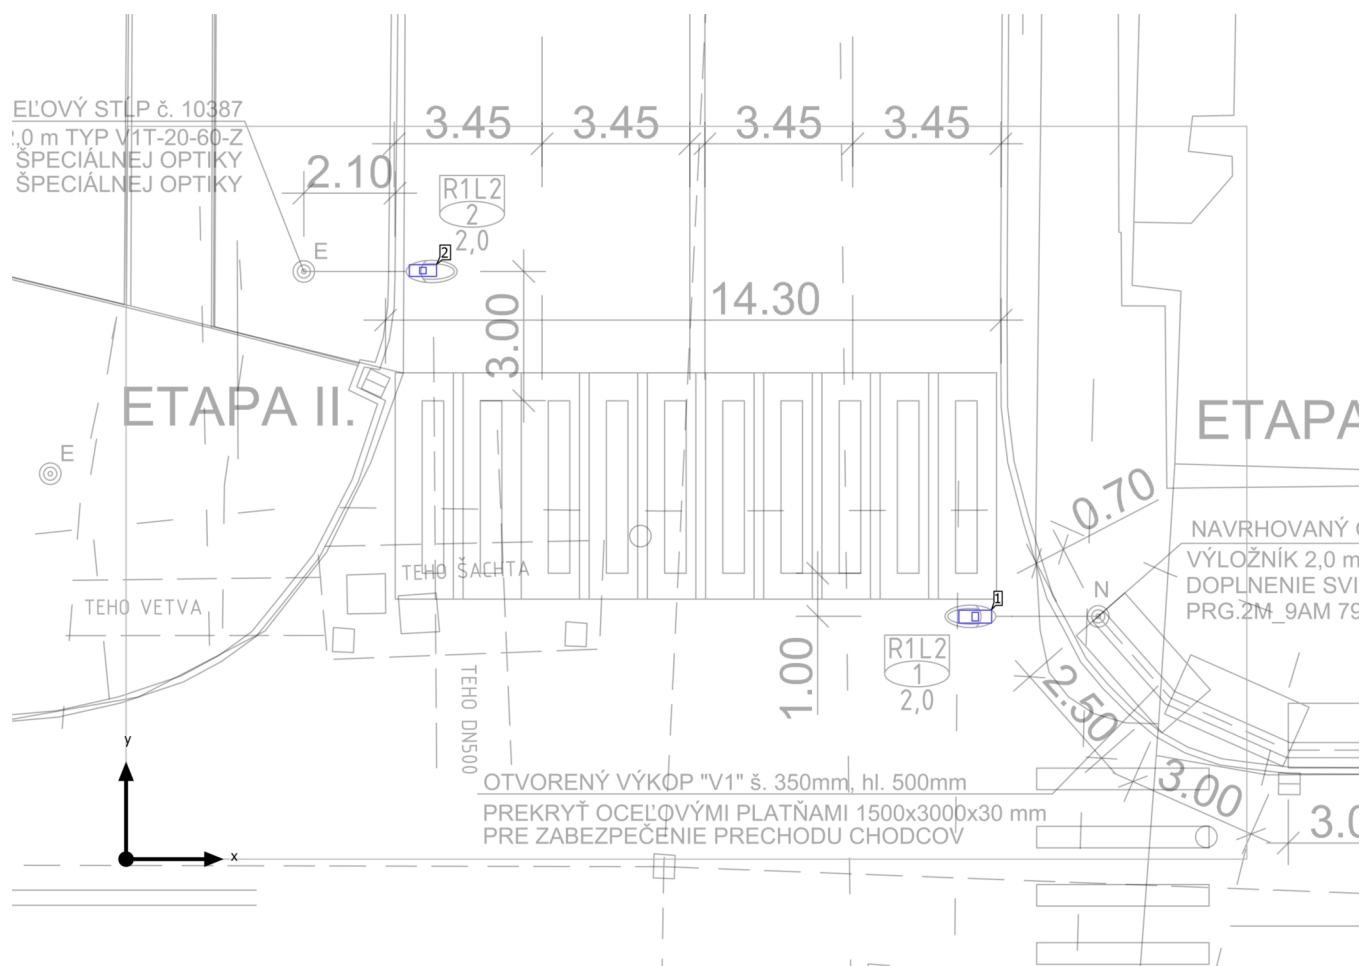 EĽOVÝ STĹP č. 10387
,0 m TYP V1T-20-60-Z
ŠPECIÁLNEJ OPTIKY
ŠPECIÁLNEJ OPTIKY
3.45
3.45
3.45
3.45
2.10
R1L2
2
2,0
E
2
14.30
3.00
ETAPA II.
ETAPA
E
0.70
NAVRHOVANÝ
VÝLOŽNÍK 2,0 m
DOPLNENIE SVI
PRG.2M_9AM 79
N
TEHO ŠACHTA
TEHO VETVA
1
R1L2
1
2,0
1.00
2.50
TEHO DN500
3.00
3.0
OTVORENÝ VÝKOP "V1" š. 350mm, hl. 500mm
PREKRYŤ OCEĽOVÝMI PLATŇAMI 1500x3000x30 mm
PRE ZABEZPEČENIE PRECHODU CHODCOV
y
x